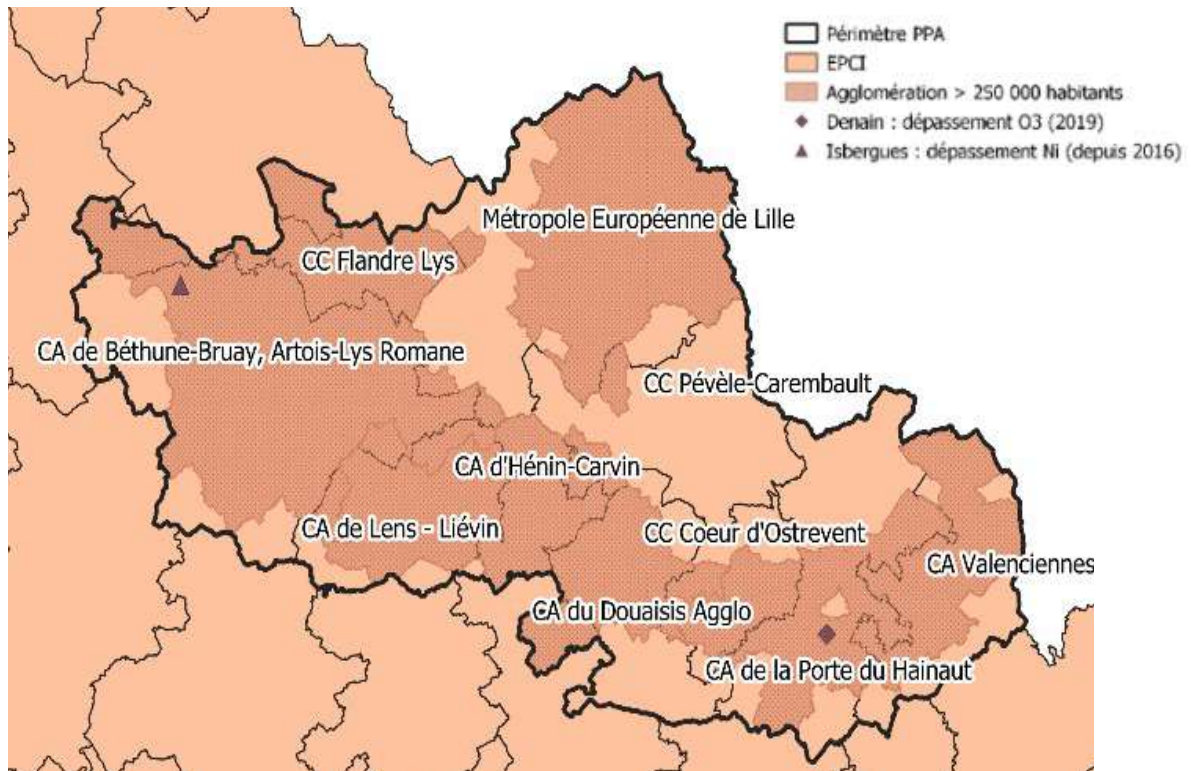 Périmètre PPA
EPCI
Agglomération > 250 000 habitants
Denain : dépassement O3 (2019)
Isbergues : dépassement Ni (depuis 2016)
Métropole Européenne de Lille
CC Flandre Lys
CA de Béthune-Bruay, Artois-Lys Romane
CC Pévèle-Carembault
CA d'Hénin-Carvin
CA de Lens - Liévin
CC Coeur d'Ostrevent
CA Valenciennes
CA du Douaisis Agglo
CA de la Porte du Hainaut